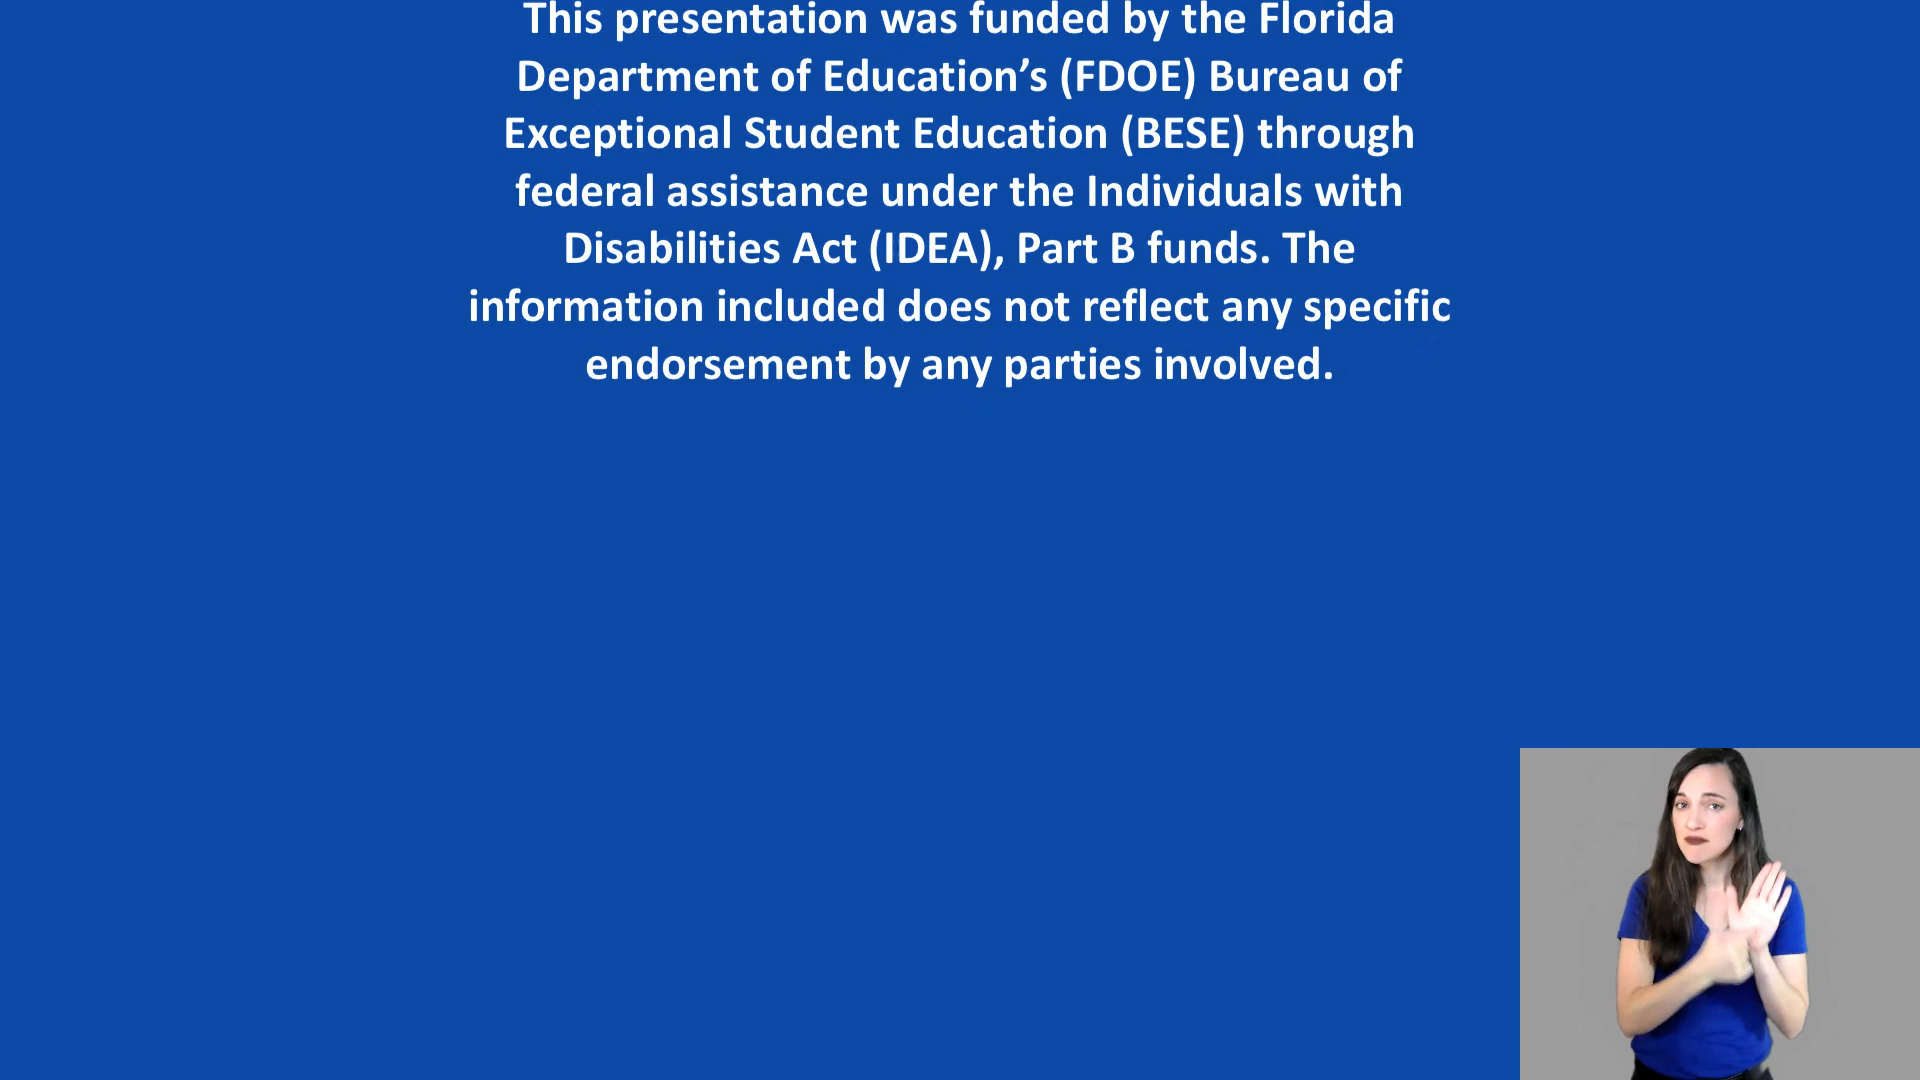 This presentation was funded by the Florida
Department of Education’s (FDOE) Bureau of
Exceptional Student Education (BESE) through
federal assistance under the Individuals with
Disabilities Act (IDEA), Part B funds. The
information included does not reflect any specific
endorsement by any parties involved.